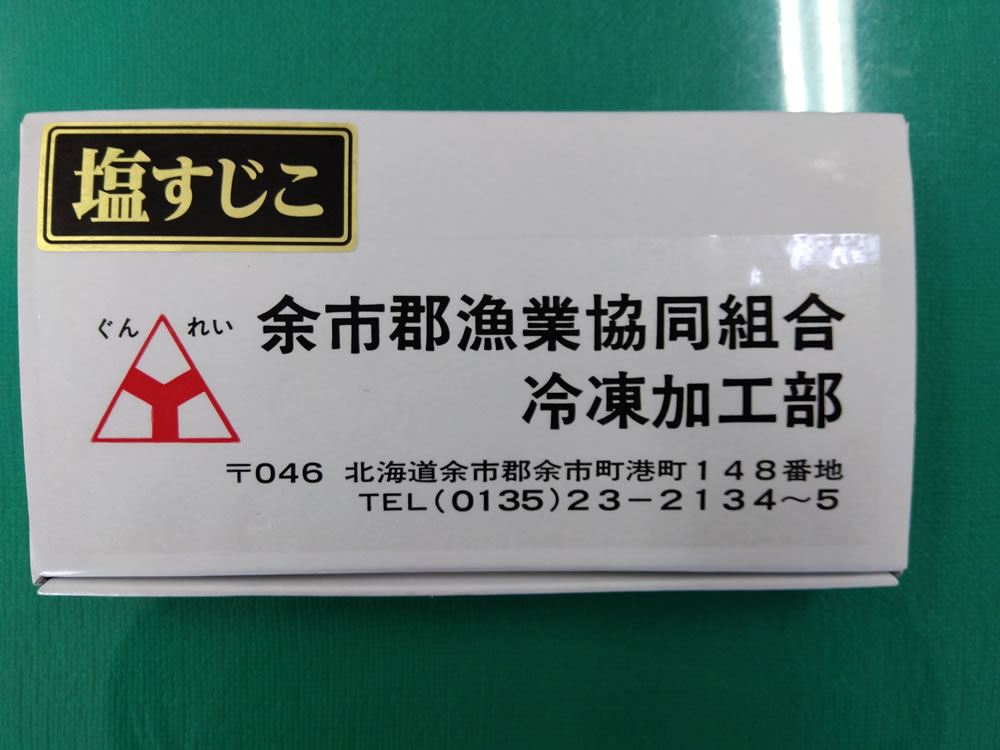 塩すじこ
ぐん れい
余市郡漁業協同組合
冷凍加工部
〒046 北海道余市郡余市町港町148番地
TEL(0135)23-2134~5